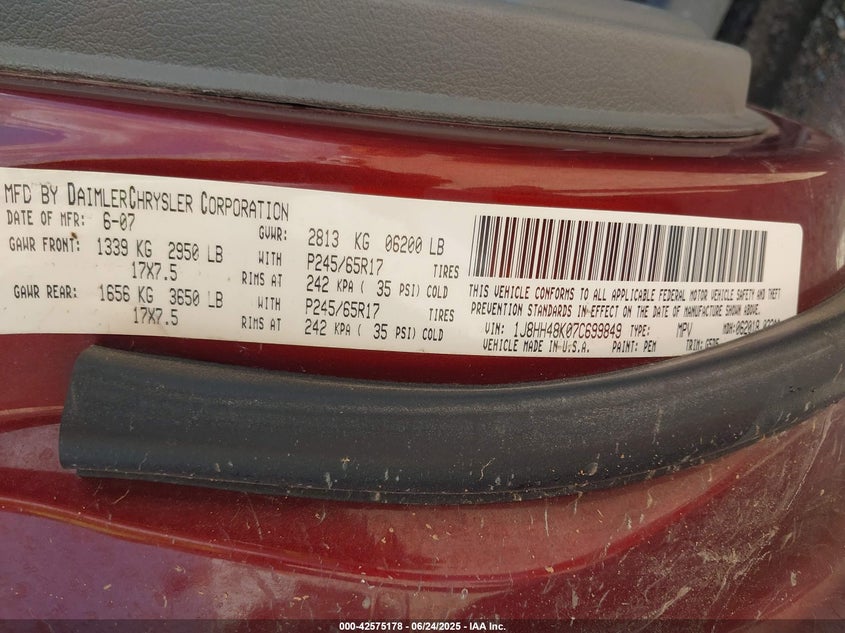 MFD BY DAIMLERCHRYSLER CORPORATION
DATE OF MFR: 6-07 GVWR: 2813 KG 06200 LB
GAWR FRONT: 1339 KG 2950 LB WITH P245/65R17 TIRES
17X7.5 RIMS AT 242 KPA ( 35 PSI) COLD
GAWR REAR: 1656 KG 3650 LB WITH P245/65R17 TIRES
17X7.5 RIMS AT 242 KPA ( 35 PSI) COLD
THIS VEHICLE CONFORMS TO ALL APPLICABLE FEDERAL MOTOR VEHICLE SAFETY AND THEFT
PREVENTION STANDARDS IN EFFECT ON THE DATE OF MANUFACTURE SHOWN ABOVE.
VIN: 1J8HH48K07C699849 TYPE: MPV MDH: 062018
VEHICLE MADE IN U.S.A. PAINT: PEM TRIM:
000-42575178 - 06/24/2025 - IAA Inc.